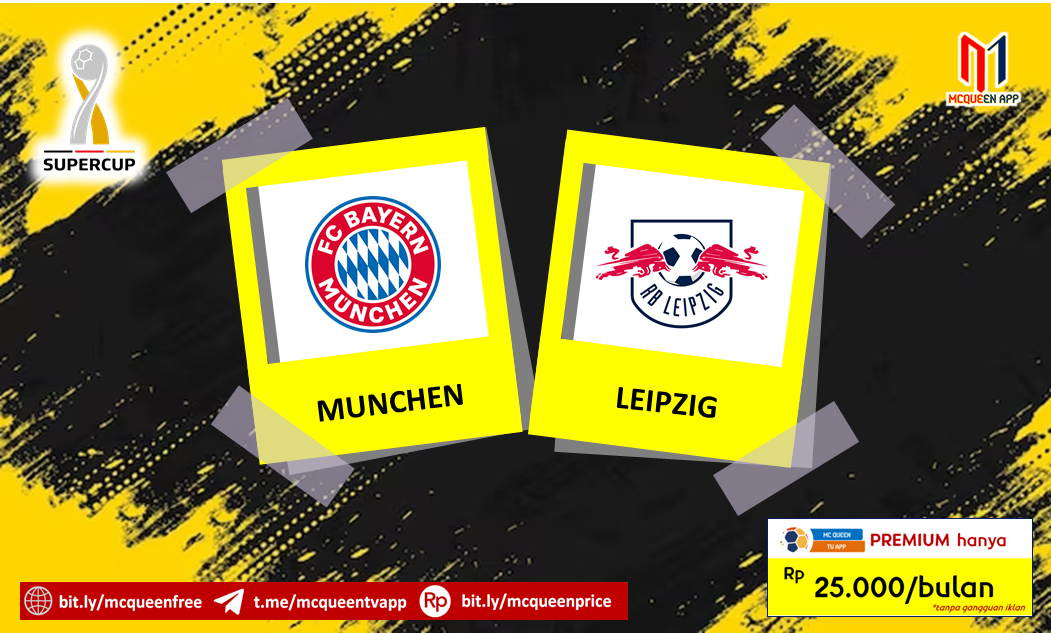 SUPERCUP
MCQUEEN APP
FC BAYERN
MÜNCHEN
RB LEIPZIG
MUNCHEN
LEIPZIG
MC QUEEN
TV APP
PREMIUM hanya
Rp 25.000/bulan
*tanpa gangguan iklan
bit.ly/mcqueenfree t.me/mcqueentvapp Rp bit.ly/mcqueenprice